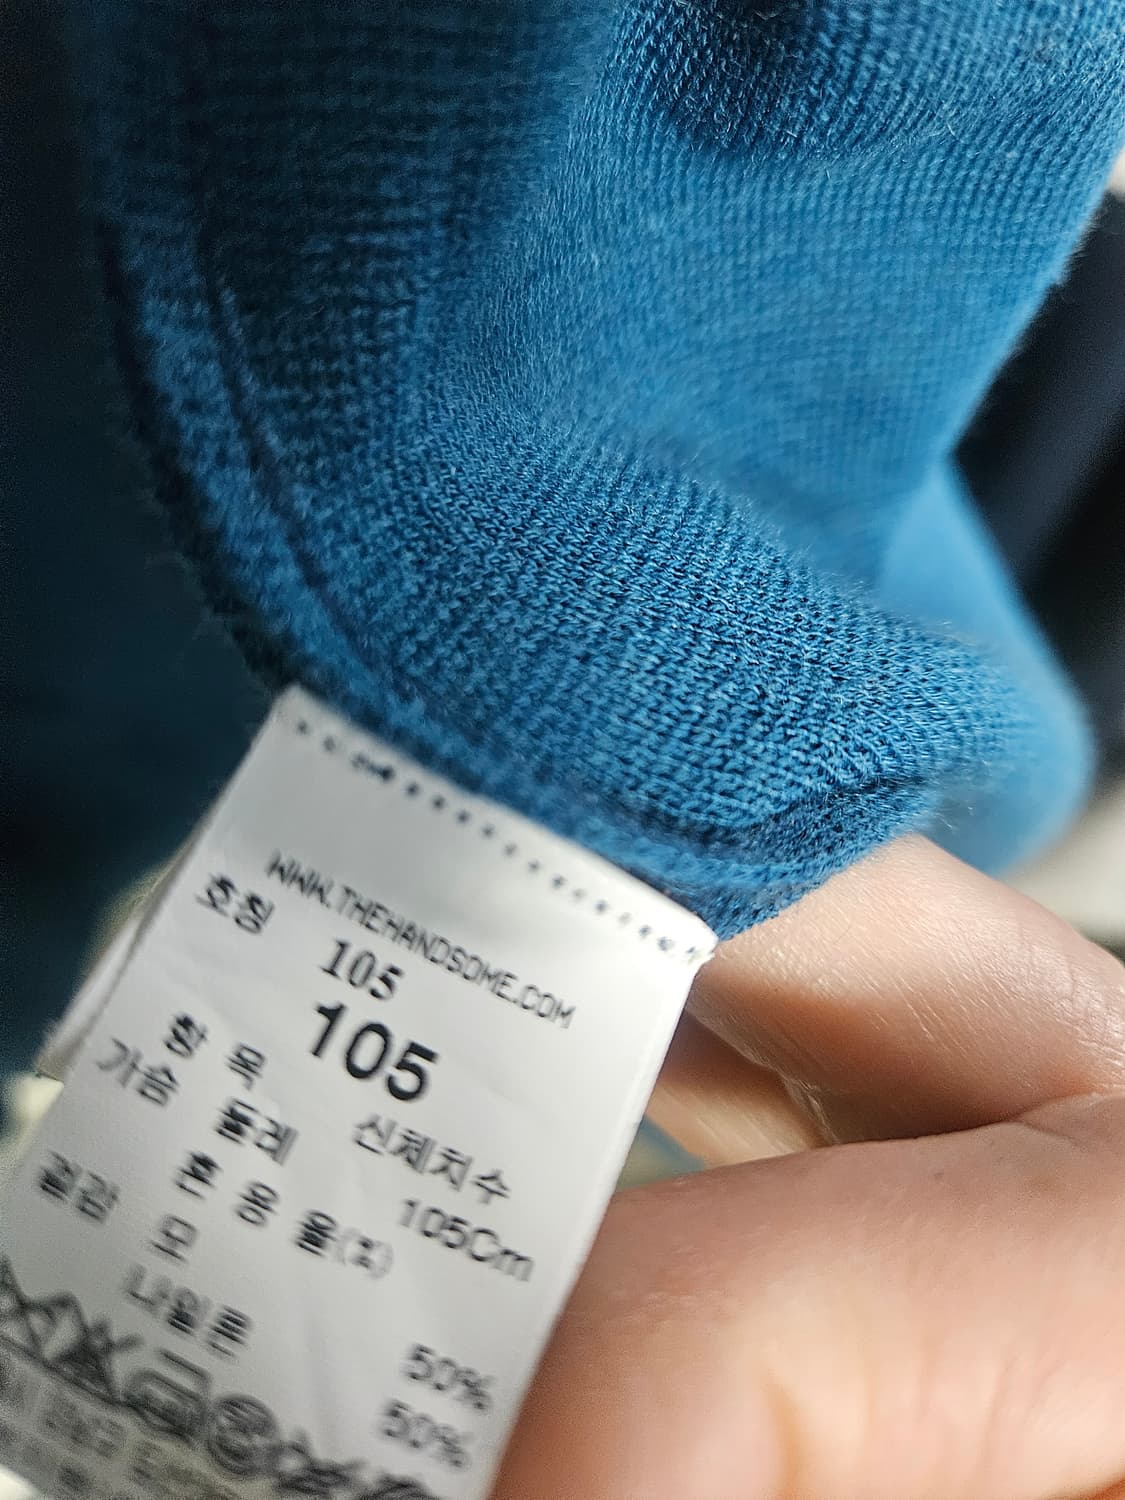 WWW.THEHANDSOME.COM
호칭 105
105
항 목 신체치수
가슴 둘레 105Cm
혼 용 율(%)
겉감 모 50%
나일론 50%